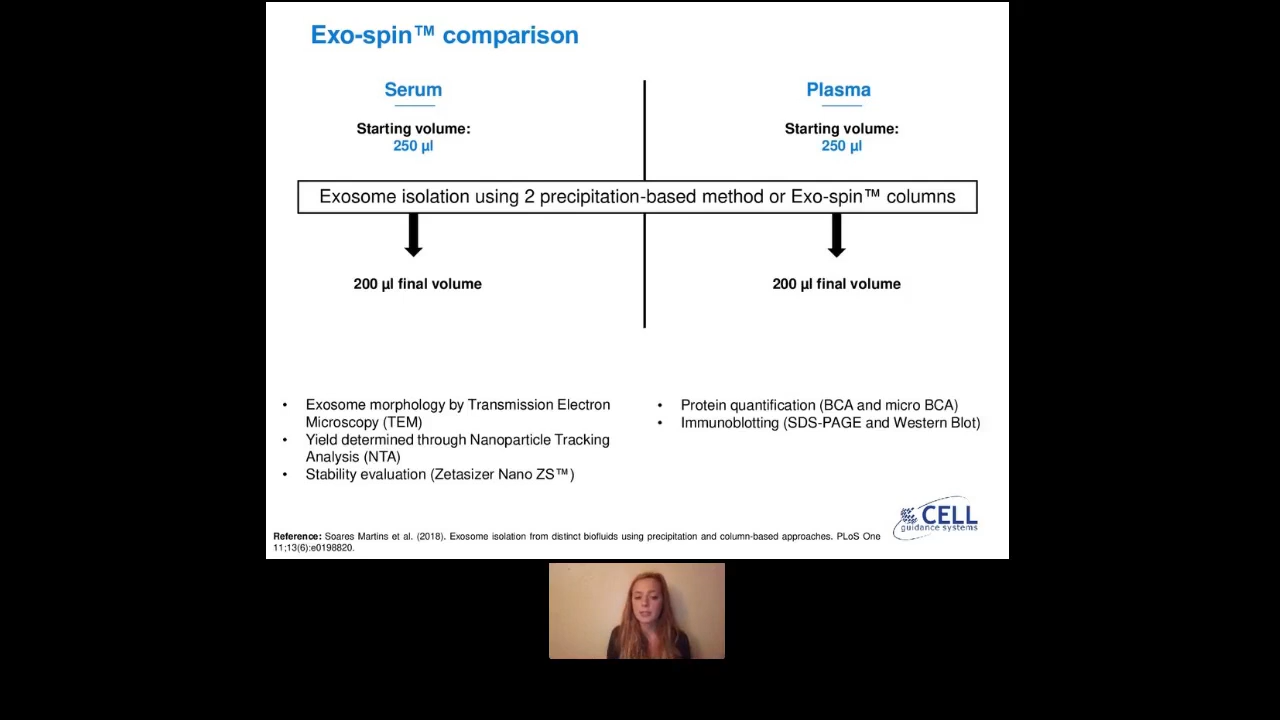 Exo-spin™ comparison
Serum
Starting volume:
250 µl
Plasma
Starting volume:
250 µl
Exosome isolation using 2 precipitation-based method or Exo-spin™ columns
200 µl final volume
200 µl final volume
• Exosome morphology by Transmission Electron
Microscopy (TEM)
• Yield determined through Nanoparticle Tracking
Analysis (NTA)
• Stability evaluation (Zetasizer Nano ZS™)
• Protein quantification (BCA and micro BCA)
• Immunoblotting (SDS-PAGE and Western Blot)
CELL
guidance systems
Reference: Soares Martins et al. (2018). Exosome isolation from distinct biofluids using precipitation and column-based approaches. PLoS One
11;13(6):e0198820.